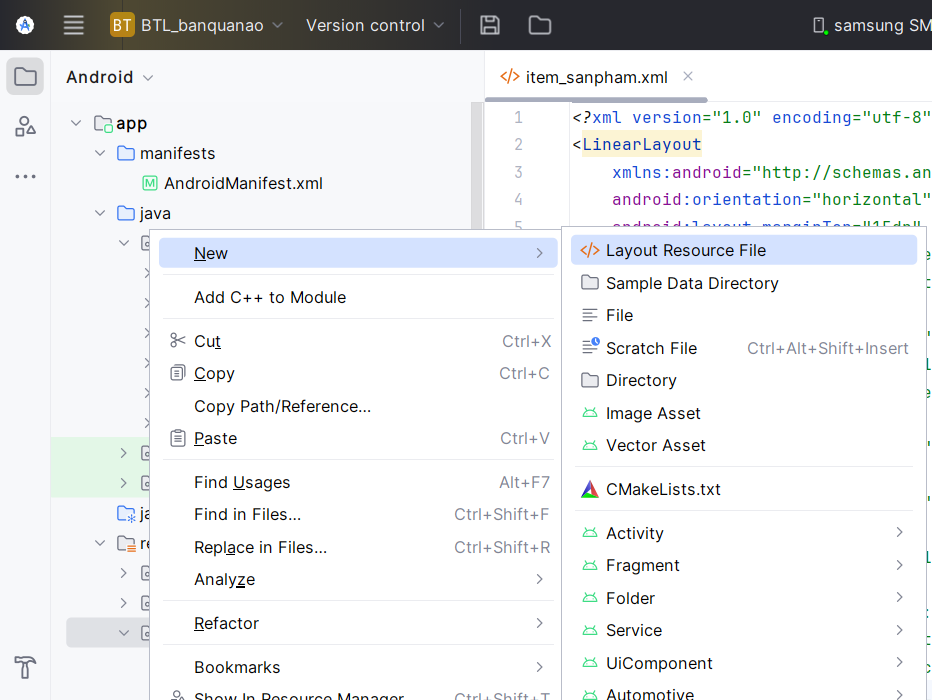 BT BTL_banquanao Version control samsung SM
Android
item_sanpham.xml
app
manifests
AndroidManifest.xml
java
1 <?xml version="1.0" encoding="utf-8"
2 <LinearLayout
3 xmlns:android="http://schemas.an
4 android:orientation="horizontal"
5 android:layout_marginTop="15dp"
New
Add C++ to Module
Cut Ctrl+X
Copy Ctrl+C
Copy Path/Reference...
Paste Ctrl+V
Find Usages Alt+F7
Find in Files... Ctrl+Shift+F
Replace in Files... Ctrl+Shift+R
Analyze
Refactor
Bookmarks
Show In Resource Manager Ctrl+Shift+T
Layout Resource File
Sample Data Directory
File
Scratch File Ctrl+Alt+Shift+Insert
Directory
Image Asset
Vector Asset
CMakeLists.txt
Activity
Fragment
Folder
Service
UiComponent
Automotive